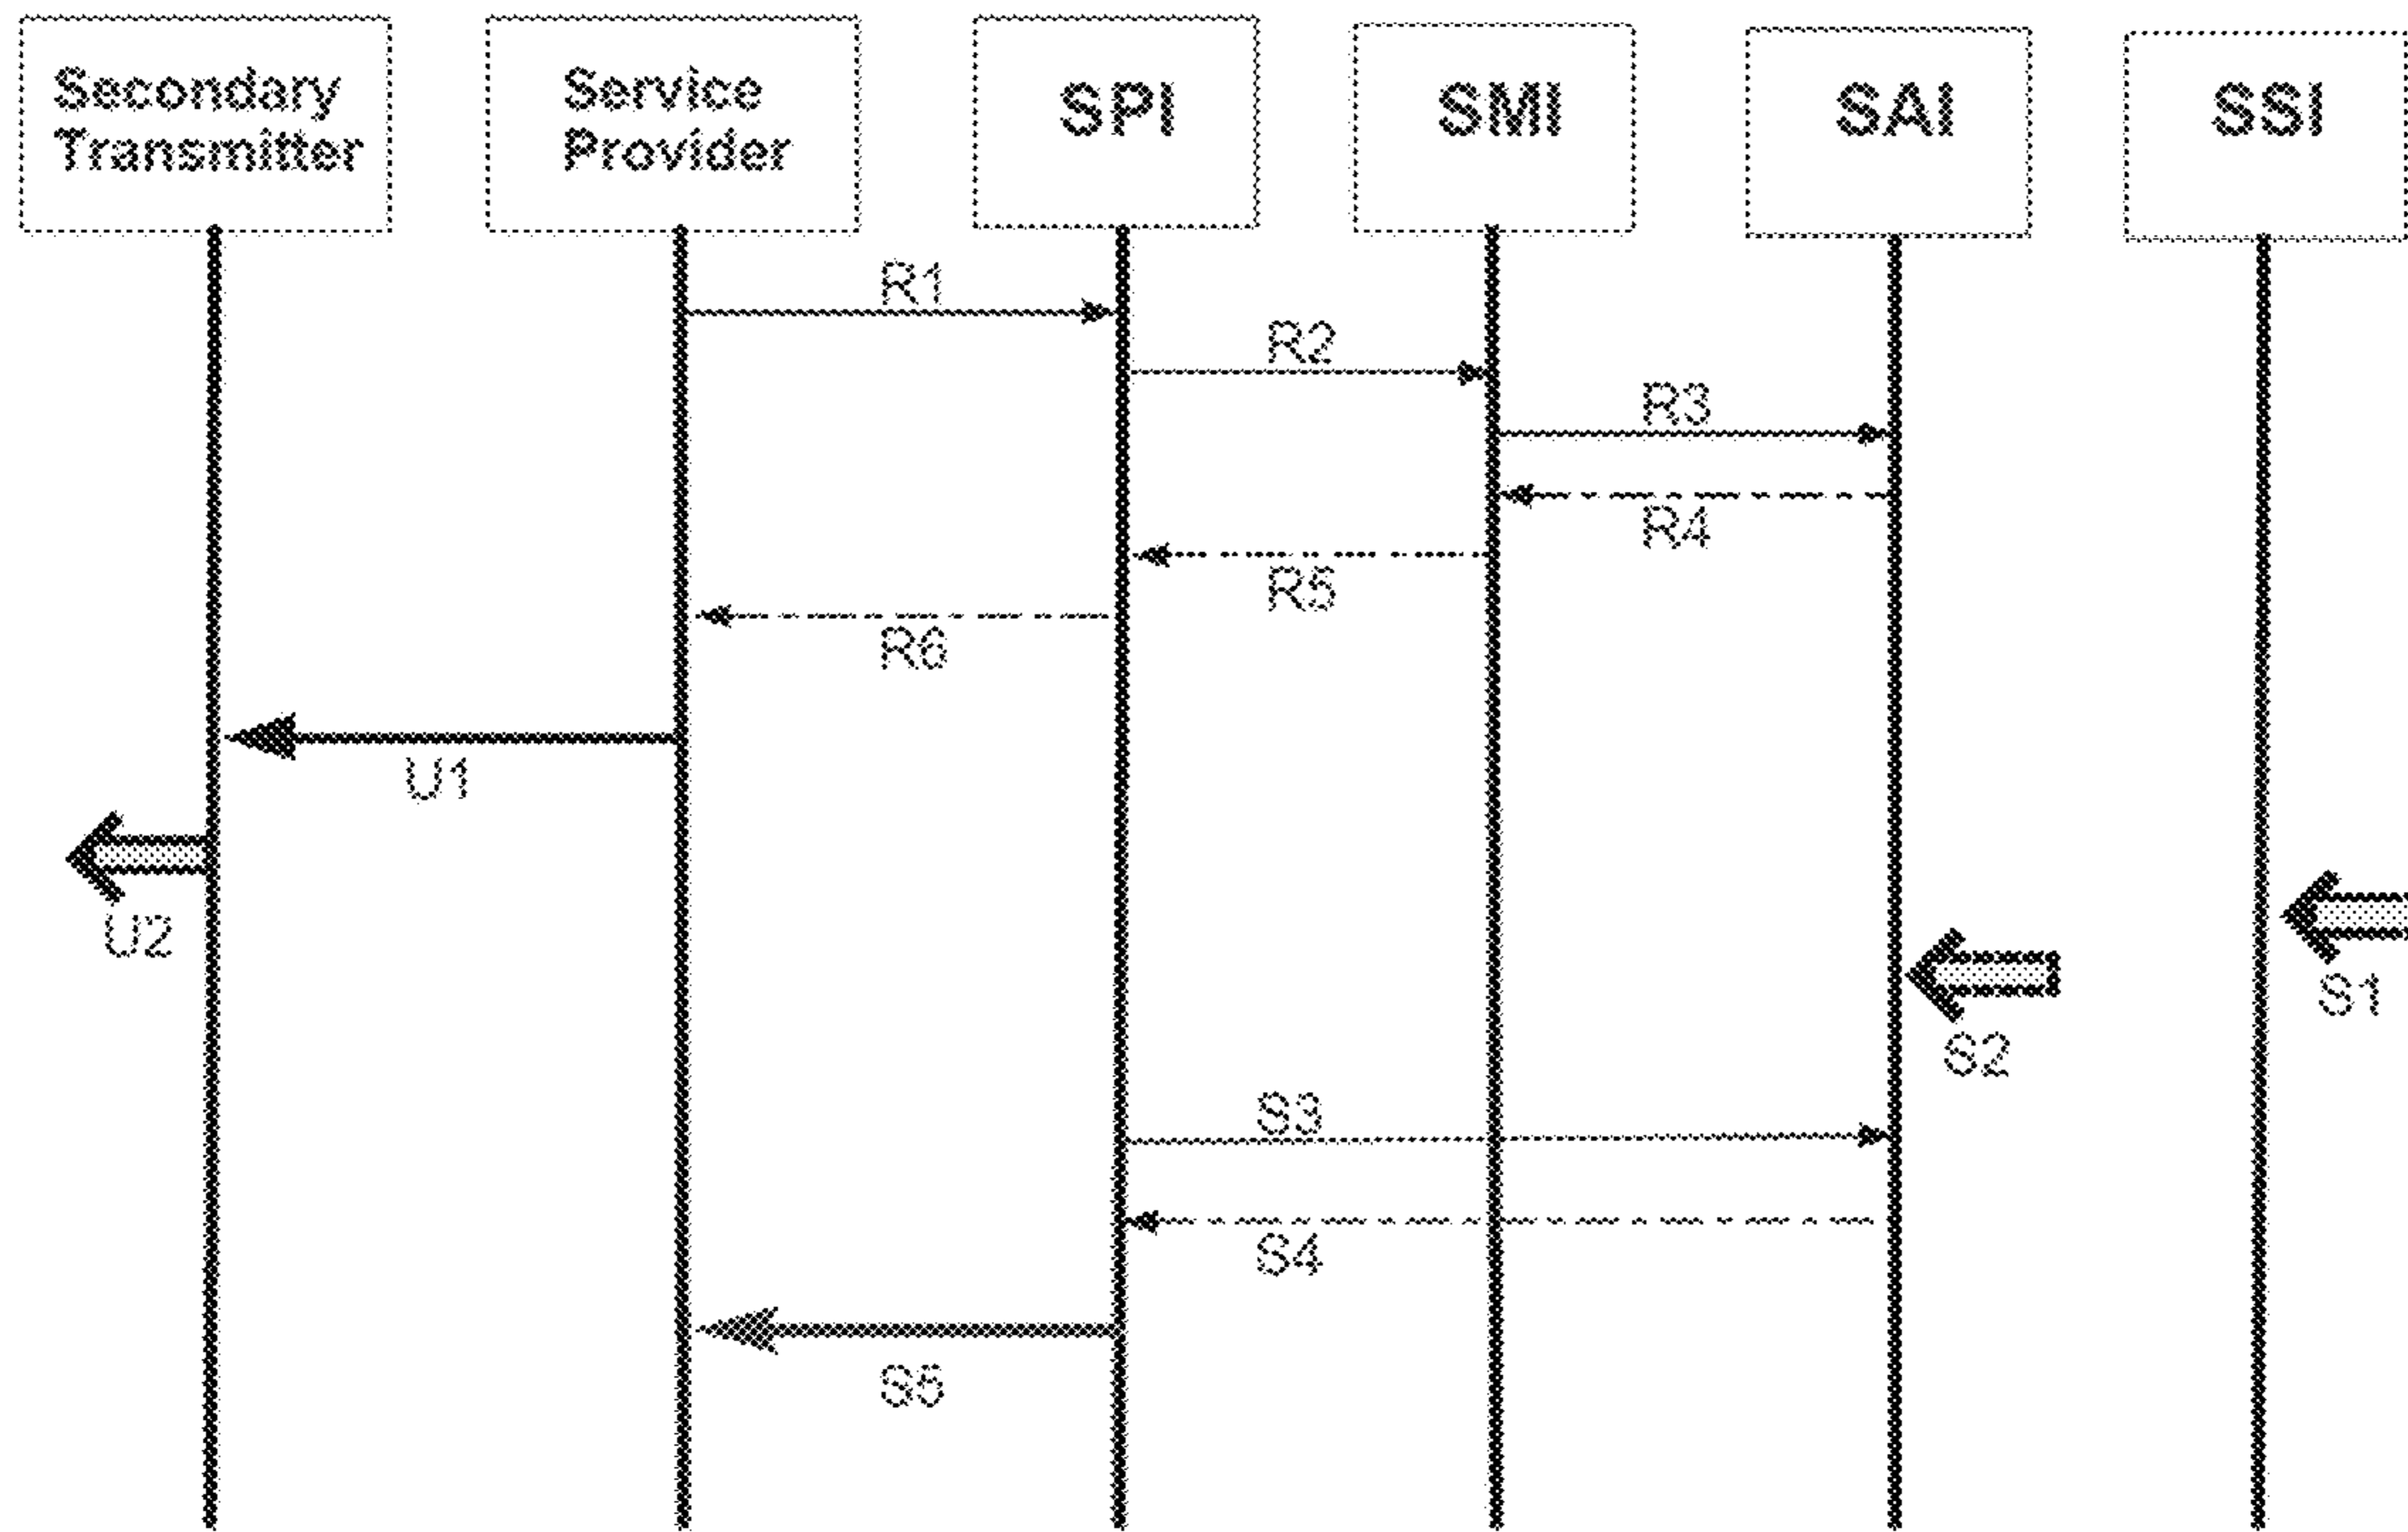 Secondary
Transmitter
Service
Provider
SPI
SMI
SAI
SSI
R1
R2
R3
R4
R5
R6
U1
U2
S1
S2
S3
S4
S5